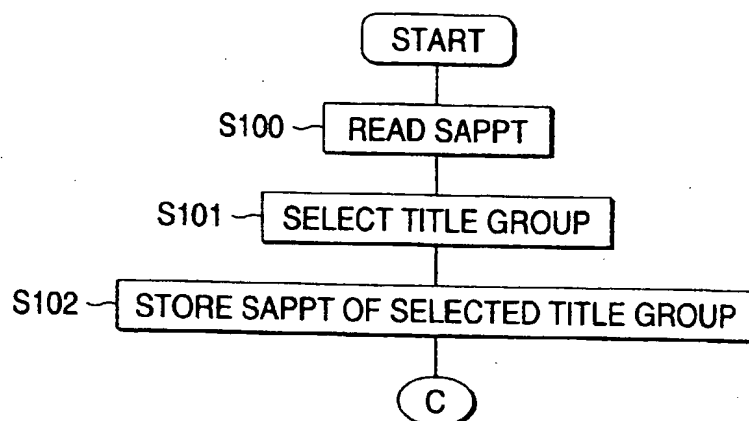 START
S100 READ SAPPT
S101 SELECT TITLE GROUP
S102 STORE SAPPT OF SELECTED TITLE GROUP
C